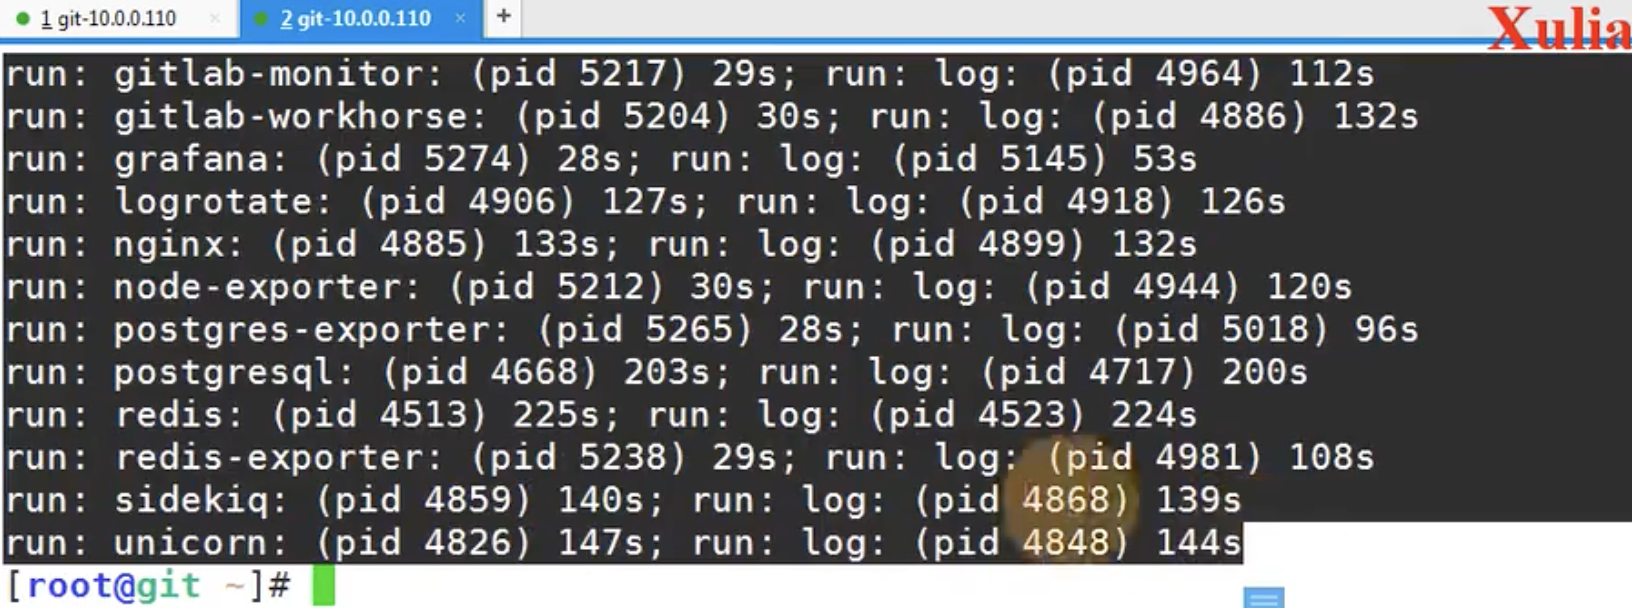 1 git-10.0.0.110 × 2 git-10.0.0.110 × +
Xulia
run: gitlab-monitor: (pid 5217) 29s; run: log: (pid 4964) 112s
run: gitlab-workhorse: (pid 5204) 30s; run: log: (pid 4886) 132s
run: grafana: (pid 5274) 28s; run: log: (pid 5145) 53s
run: logrotate: (pid 4906) 127s; run: log: (pid 4918) 126s
run: nginx: (pid 4885) 133s; run: log: (pid 4899) 132s
run: node-exporter: (pid 5212) 30s; run: log: (pid 4944) 120s
run: postgres-exporter: (pid 5265) 28s; run: log: (pid 5018) 96s
run: postgresql: (pid 4668) 203s; run: log: (pid 4717) 200s
run: redis: (pid 4513) 225s; run: log: (pid 4523) 224s
run: redis-exporter: (pid 5238) 29s; run: log: (pid 4981) 108s
run: sidekiq: (pid 4859) 140s; run: log: (pid 4868) 139s
run: unicorn: (pid 4826) 147s; run: log: (pid 4848) 144s
[root@git ~]#